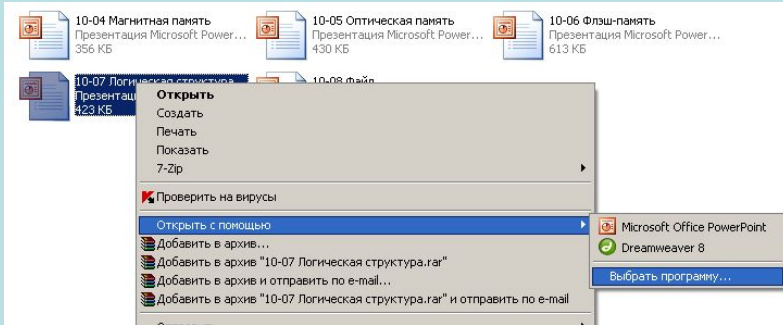 10-04 Магнитная память
Презентация Microsoft Power...
356 КБ
10-05 Оптическая память
Презентация Microsoft Power...
430 КБ
10-06 Флэш-память
Презентация Microsoft Power...
613 КБ
10-07 Логическая структура
Презентаци
423 КБ
10-08 Файл
Открыть
Создать
Печать
Показать
7-Zip
Проверить на вирусы
Открыть с помощью
Добавить в архив...
Добавить в архив "10-07 Логическая структура.rar"
Добавить в архив и отправить по e-mail...
Добавить в архив "10-07 Логическая структура.rar" и отправить по e-mail
Microsoft Office PowerPoint
Dreamweaver 8
Выбрать программу...